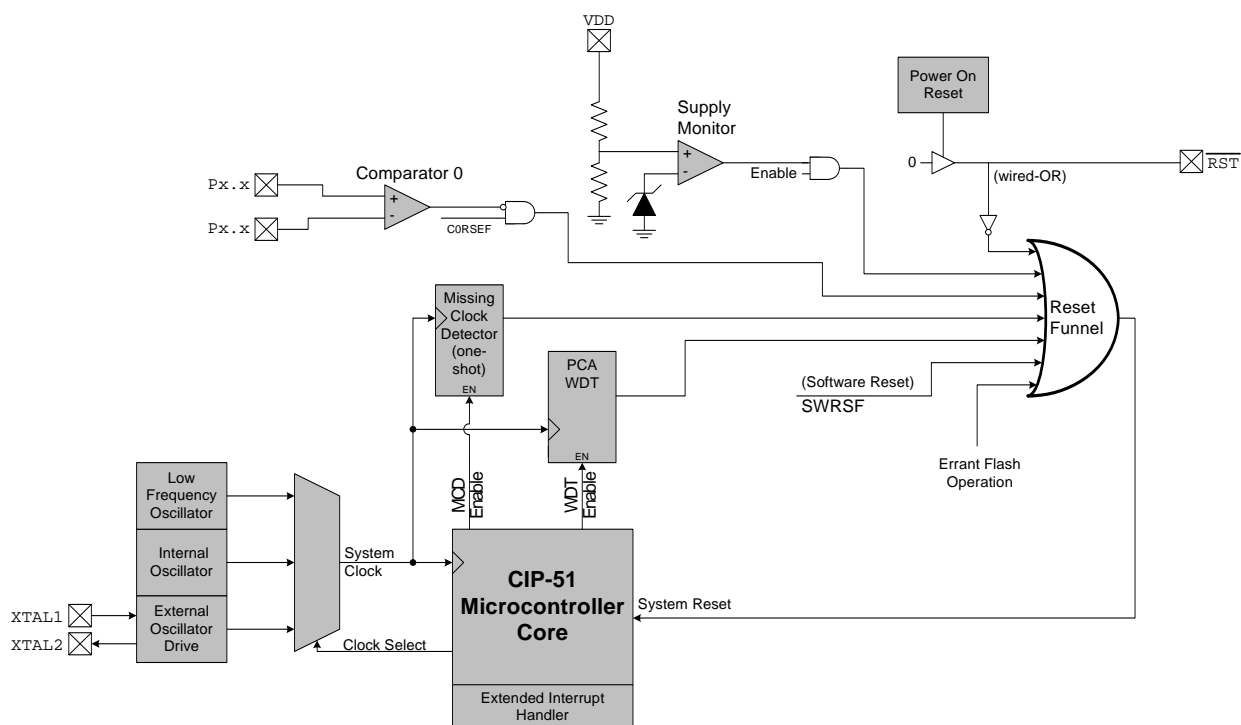 VDD
Power On
Reset
Supply
Monitor
+
-
Enable
0
(wired-OR)
RST
Px.x
Px.x
Comparator 0
+
-
C0RSEF
Missing
Clock
Detector
(one-
shot)
EN
PCA
WDT
EN
Reset
Funnel
(Software Reset)
SWRSF
Errant Flash
Operation
Low
Frequency
Oscillator
Internal
Oscillator
External
Oscillator
Drive
XTAL1
XTAL2
System
Clock
Clock Select
MCD
Enable
WDT
Enable
CIP-51
Microcontroller
Core
System Reset
Extended Interrupt
Handler